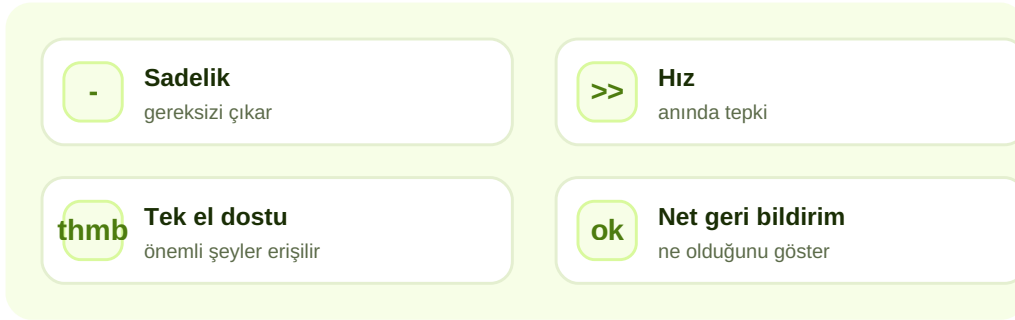 -
Sadelik
gereksizi çıkar
>>
Hız
anında tepki
thmb
Tek el dostu
önemli şeyler erişilir
ok
Net geri bildirim
ne olduğunu göster